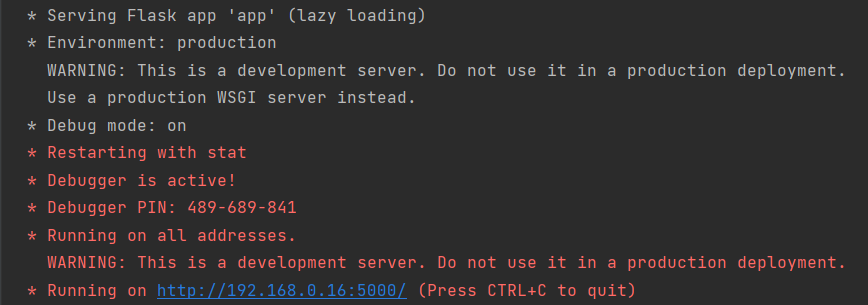 * Serving Flask app 'app' (lazy loading)
* Environment: production
WARNING: This is a development server. Do not use it in a production deployment.
Use a production WSGI server instead.
* Debug mode: on
* Restarting with stat
* Debugger is active!
* Debugger PIN: 489-689-841
* Running on all addresses.
WARNING: This is a development server. Do not use it in a production deployment.
* Running on http://192.168.0.16:5000/ (Press CTRL+C to quit)